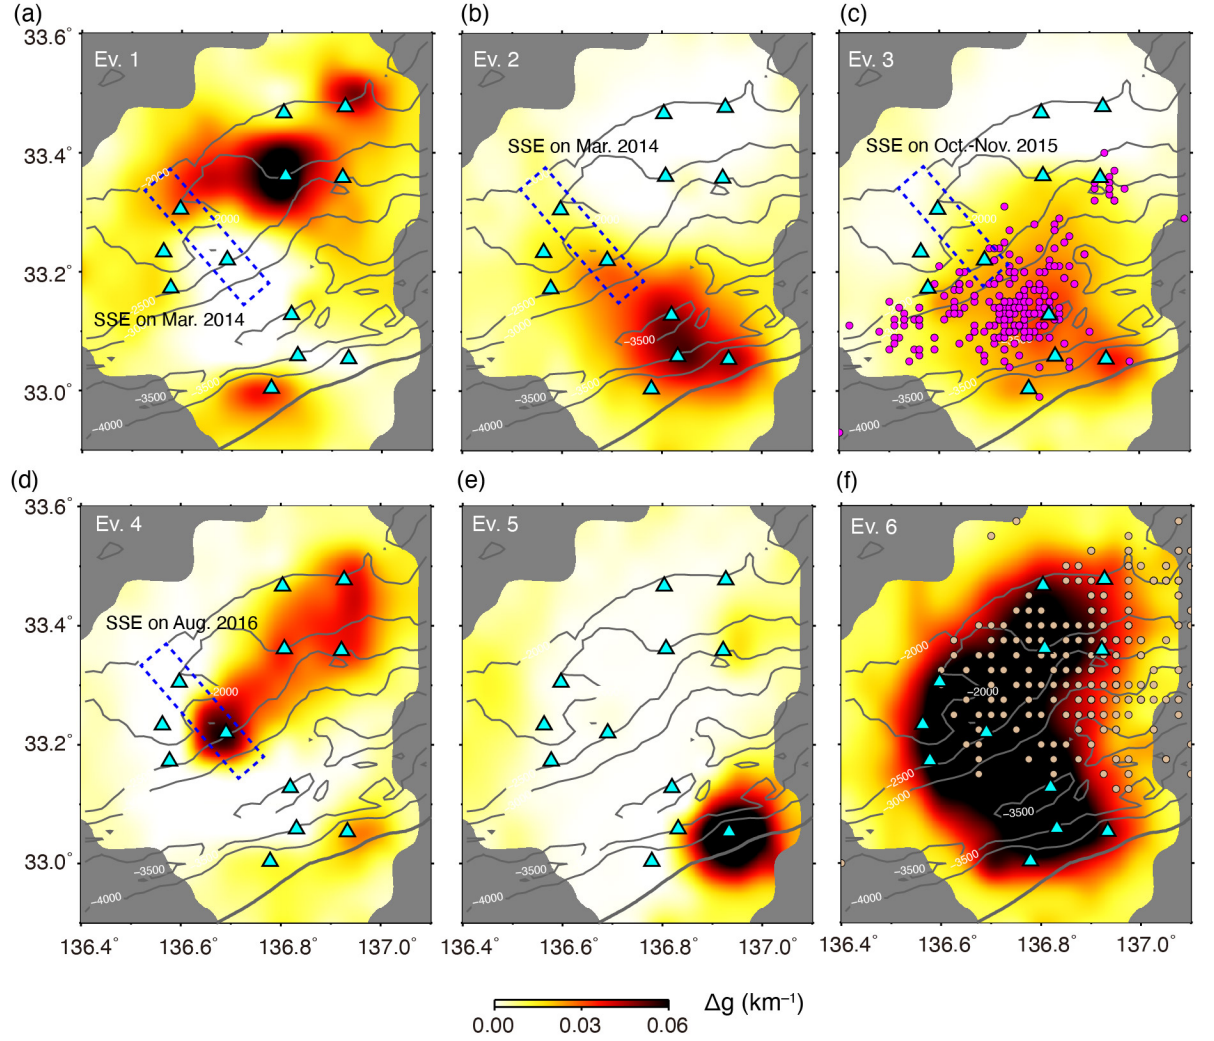 (a)
(b)
(c)
33.6°
33.4°
33.2°
33.0°
Ev. 1
Ev. 2
Ev. 3
SSE on Mar. 2014
SSE on Mar. 2014
SSE on Oct.-Nov. 2015
−3500
−3500
−4000
−3500
−3500
−4000
−3500
−4000
(d)
(e)
(f)
33.6°
33.4°
33.2°
33.0°
Ev. 4
Ev. 5
Ev. 6
SSE on Aug. 2016
2000
−2000
−2000
−2500
−3000
−3500
−3500
−4000
−3500
−4000
−3500
−3500
−4000
136.4° 136.6° 136.8° 137.0°
136.4° 136.6° 136.8° 137.0°
136.4° 136.6° 136.8° 137.0°
0.00 0.03 0.06
Δg (km⁻¹)